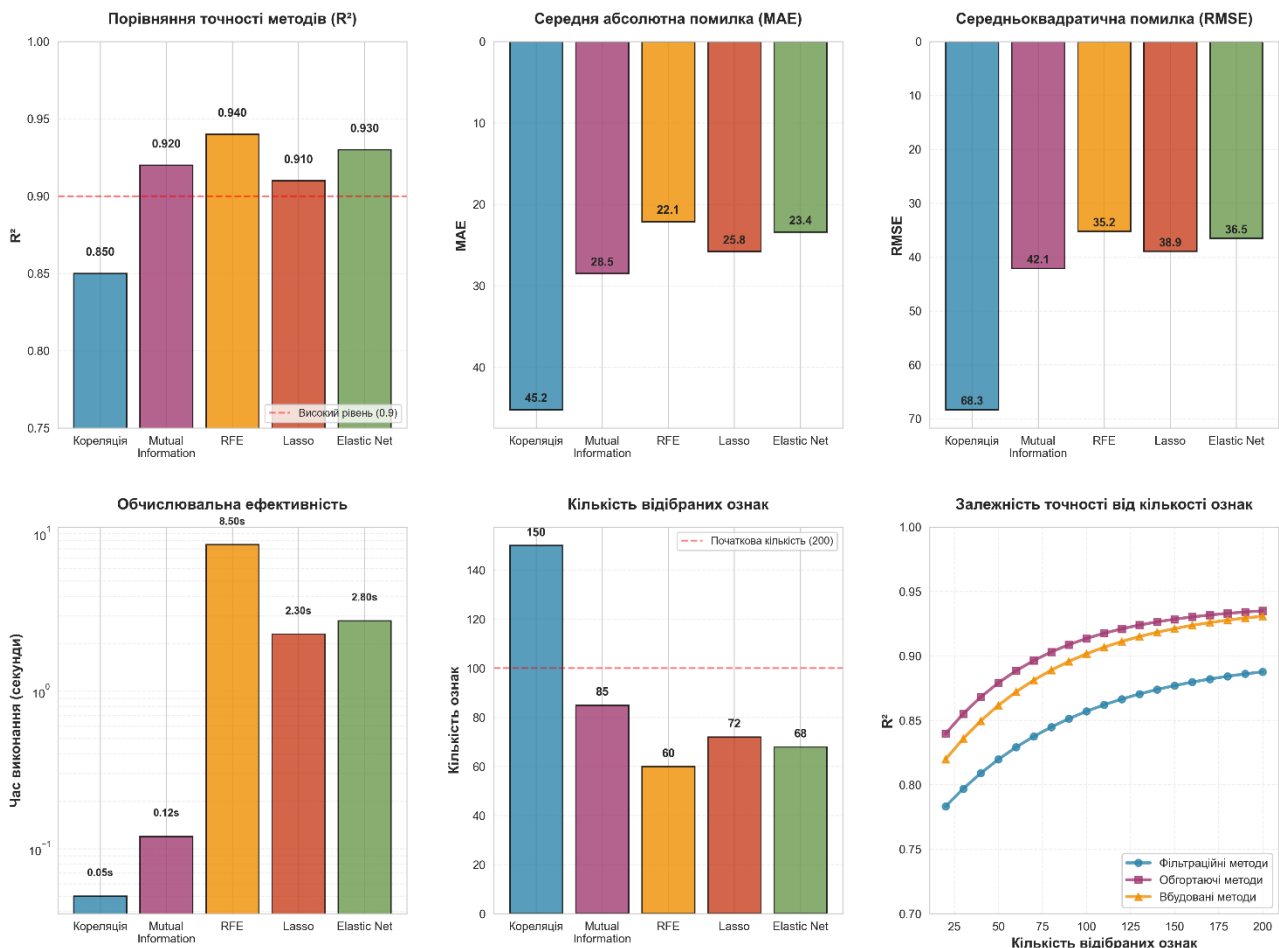 Порівняння точності методів (R²)
1.00
0.95
0.90
0.85
0.80
0.75
R²
0.850
0.920
0.940
0.910
0.930
Високий рівень (0.9)
Кореляція
Mutual
Information
RFE
Lasso
Elastic Net
Середня абсолютна помилка (MAE)
0
10
20
30
40
MAE
45.2
28.5
22.1
25.8
23.4
Кореляція
Mutual
Information
RFE
Lasso
Elastic Net
Середньоквадратична помилка (RMSE)
0
10
20
30
40
50
60
70
RMSE
68.3
42.1
35.2
38.9
36.5
Кореляція
Mutual
Information
RFE
Lasso
Elastic Net
Обчислювальна ефективність
10¹
10⁰
10⁻¹
Час виконання (секунди)
0.05s
0.12s
8.50s
2.30s
2.80s
Кореляція
Mutual
Information
RFE
Lasso
Elastic Net
Кількість відібраних ознак
140
120
100
80
60
40
20
0
Кількість ознак
150
85
60
72
68
Початкова кількість (200)
Кореляція
Mutual
Information
RFE
Lasso
Elastic Net
Залежність точності від кількості ознак
1.00
0.95
0.90
0.85
0.80
0.75
0.70
R²
Фільтраційні методи
Обгортаючі методи
Вбудовані методи
25 50 75 100 125 150 175 200
Кількість відібраних ознак